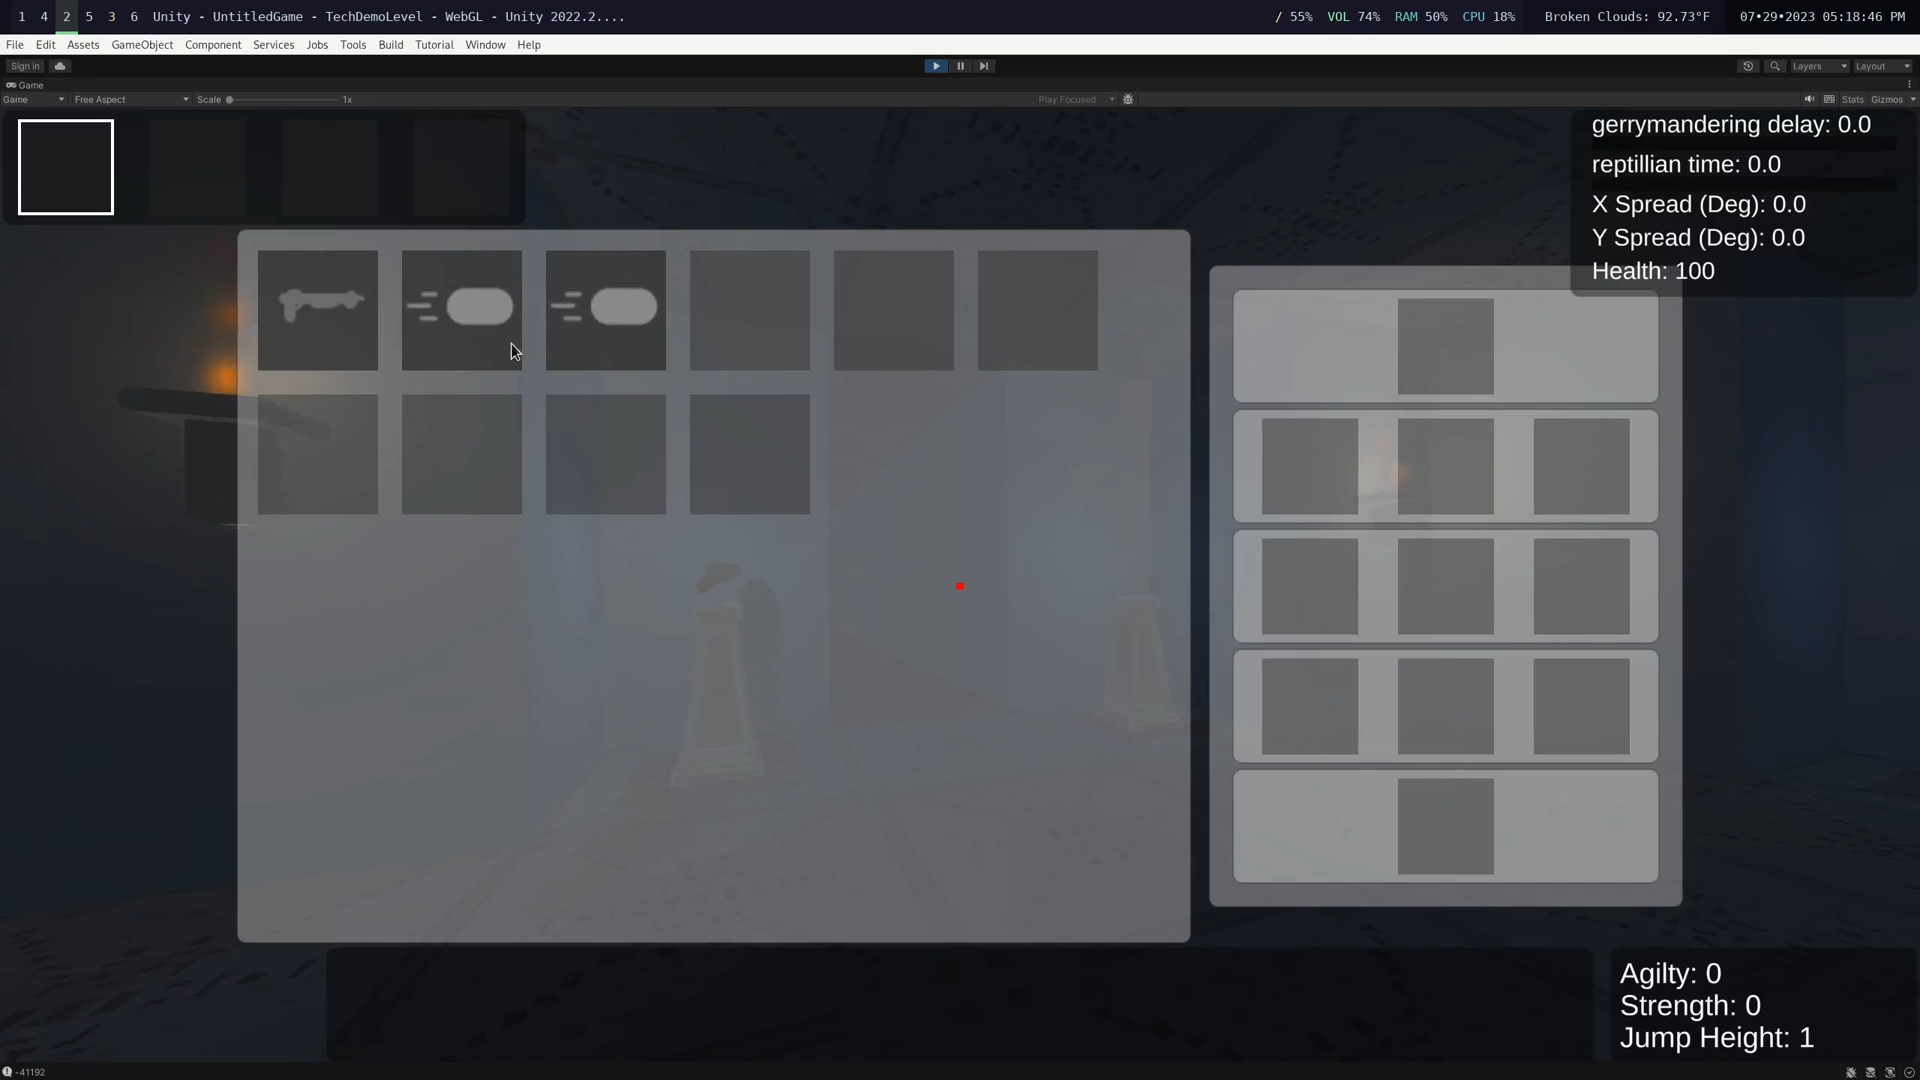 1 4 2 5 3 6 Unity - UntitledGame - TechDemoLevel - WebGL - Unity 2022.2.... / 55% VOL 74% RAM 50% CPU 18% Broken Clouds: 92.73°F 07•29•2023 05:18:46 PM
File Edit Assets GameObject Component Services Jobs Tools Build Tutorial Window Help
Sign in Layers Layout
Game
Game Free Aspect Scale 1x Play Focused Stats Gizmos
gerrymandering delay: 0.0
reptillian time: 0.0
X Spread (Deg): 0.0
Y Spread (Deg): 0.0
Health: 100
Agilty: 0
Strength: 0
Jump Height: 1
-41192